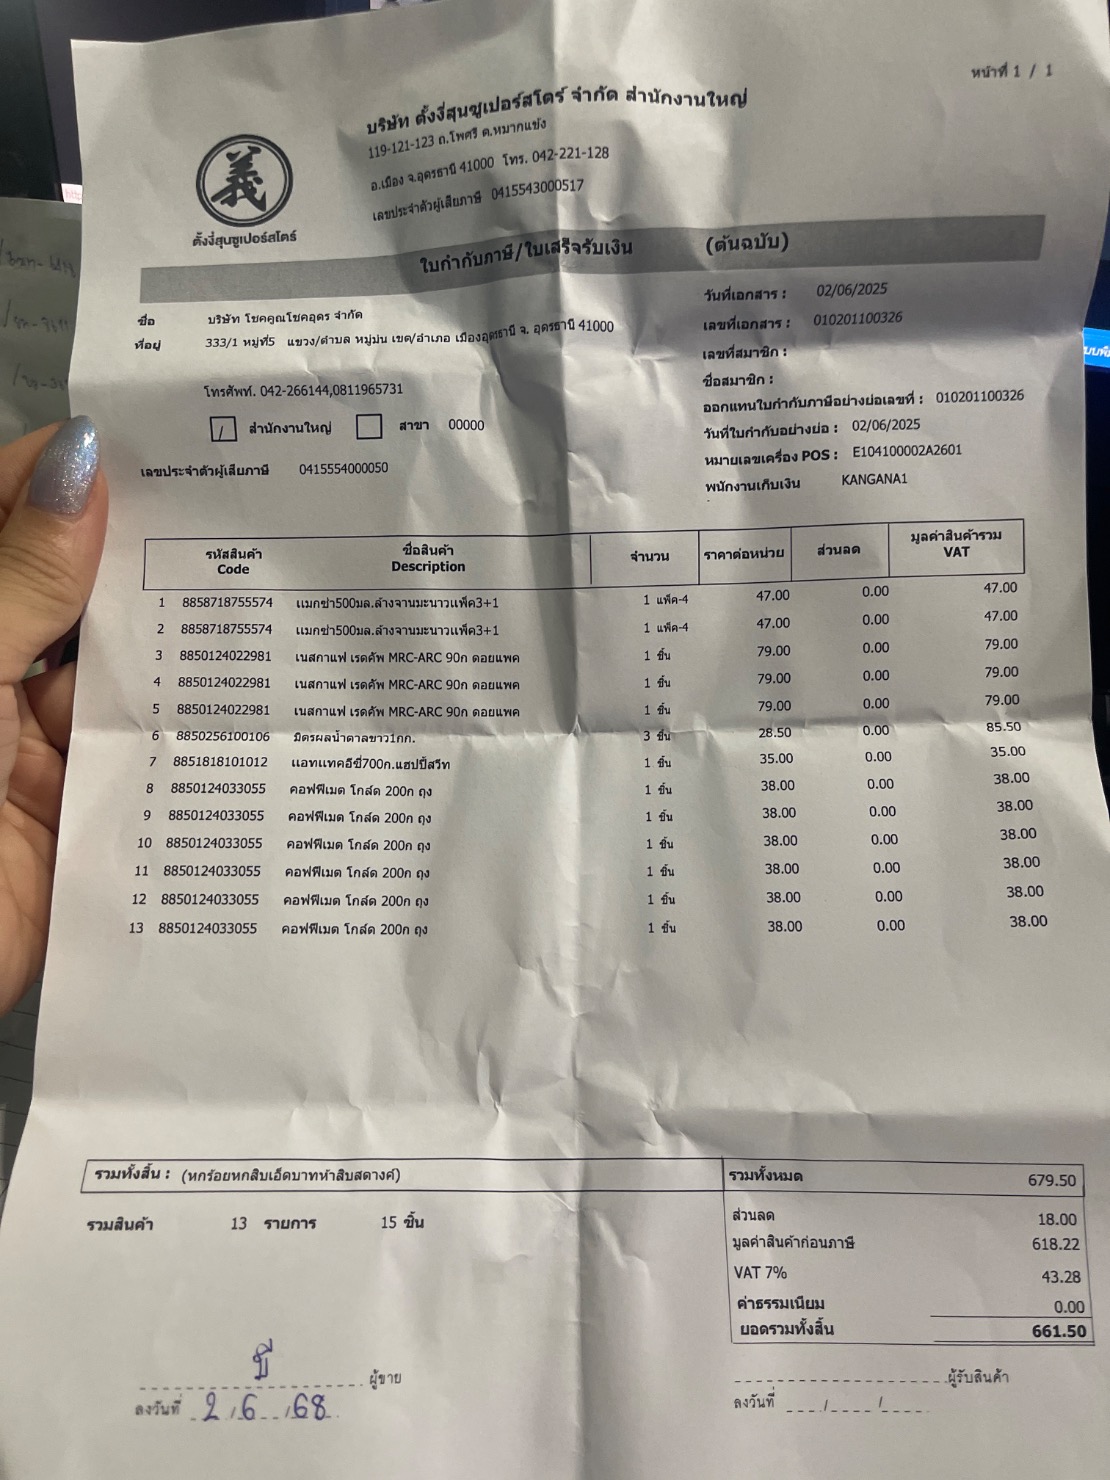 หน้าที่ 1 / 1
บริษัท ตั้งงี่สุนซูเปอร์สโตร์ จำกัด สำนักงานใหญ่
119-121-123 ถ.โพศรี ต.หมากแข้ง
อ.เมือง จ.อุดรธานี 41000 โทร. 042-221-128
เลขประจำตัวผู้เสียภาษี 0415543000517
義
ตั้งงี่สุนซูเปอร์สโตร์
ใบกำกับภาษี/ใบเสร็จรับเงิน (ต้นฉบับ)
ชื่อ บริษัท โชคคูณโชคอุดร จำกัด
ที่อยู่ 333/1 หมู่ที่5 แขวง/ตำบล หมูม่น เขต/อำเภอ เมืองอุดรธานี จ. อุดรธานี 41000
โทรศัพท์. 042-266144,0811965731
/ สำนักงานใหญ่ สาขา 00000
เลขประจำตัวผู้เสียภาษี 0415554000050
วันที่เอกสาร : 02/06/2025
เลขที่เอกสาร : 010201100326
เลขที่สมาชิก :
ชื่อสมาชิก :
ออกแทนใบกำกับภาษีอย่างย่อเลขที่ : 010201100326
วันที่ใบกำกับอย่างย่อ : 02/06/2025
หมายเลขเครื่อง POS : E104100002A2601
พนักงานเก็บเงิน KANGANA1
รหัสสินค้า ชื่อสินค้า จำนวน ราคาต่อหน่วย ส่วนลด มูลค่าสินค้ารวม
Code Description VAT
1 8858718755574 แมกซ่า500มล.ล้างจานมะนาวแพ็ค3+1 1 แพ็ค-4 47.00 0.00 47.00
2 8858718755574 แมกซ่า500มล.ล้างจานมะนาวแพ็ค3+1 1 แพ็ค-4 47.00 0.00 47.00
3 8850124022981 เนสกาแฟ เรดคัพ MRC-ARC 90ก ดอยแพค 1 ชิ้น 79.00 0.00 79.00
4 8850124022981 เนสกาแฟ เรดคัพ MRC-ARC 90ก ดอยแพค 1 ชิ้น 79.00 0.00 79.00
5 8850124022981 เนสกาแฟ เรดคัพ MRC-ARC 90ก ดอยแพค 1 ชิ้น 79.00 0.00 79.00
6 8850256100106 มิตรผลน้ำตาลขาว1กก. 3 ชิ้น 28.50 0.00 85.50
7 8851818101012 แอทแทคอีซี่700ก.แฮปปี้สวีท 1 ชิ้น 35.00 0.00 35.00
8 8850124033055 คอฟฟีเมต โกล์ด 200ก ถุง 1 ชิ้น 38.00 0.00 38.00
9 8850124033055 คอฟฟีเมต โกล์ด 200ก ถุง 1 ชิ้น 38.00 0.00 38.00
10 8850124033055 คอฟฟีเมต โกล์ด 200ก ถุง 1 ชิ้น 38.00 0.00 38.00
11 8850124033055 คอฟฟีเมต โกล์ด 200ก ถุง 1 ชิ้น 38.00 0.00 38.00
12 8850124033055 คอฟฟีเมต โกล์ด 200ก ถุง 1 ชิ้น 38.00 0.00 38.00
13 8850124033055 คอฟฟีเมต โกล์ด 200ก ถุง 1 ชิ้น 38.00 0.00 38.00
รวมทั้งสิ้น : (หกร้อยหกสิบเอ็ดบาทห้าสิบสตางค์) รวมทั้งหมด 679.50
รวมสินค้า 13 รายการ 15 ชิ้น
ส่วนลด 18.00
มูลค่าสินค้าก่อนภาษี 618.22
VAT 7% 43.28
ค่าธรรมเนียม 0.00
ยอดรวมทั้งสิ้น 661.50
บี ผู้ขาย
ลงวันที่ 2/6/68
ผู้รับสินค้า
ลงวันที่ / /